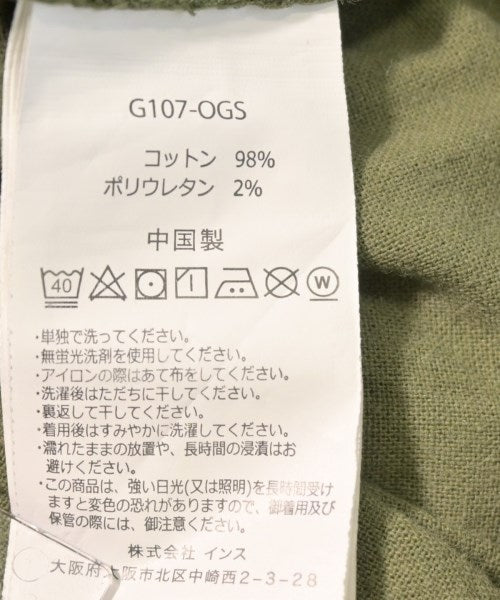 G107-OGS
コットン 98%
ポリウレタン 2%
中国製
40 W
・単独で洗ってください。
・無蛍光洗剤を使用してください。
・アイロンの際はあて布をしてください。
・洗濯後はただちに干してください。
・裏返して干してください。
・着用後はすみやかに洗濯してください。
・濡れたままの放置や、長時間の浸漬はお
避けください。
・この商品は、強い日光(又は照明)を長時間受け
ますと変色の恐れがありますので、御着用及び
保管の際には、御注意ください。
株式会社 インス
大阪府大阪市北区中崎西2-3-28